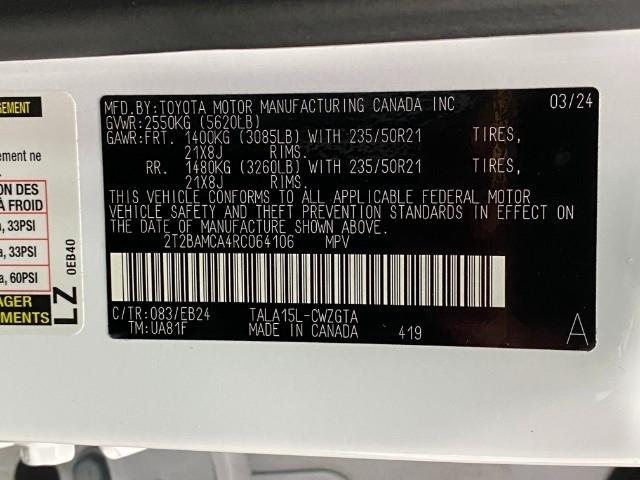 MFD.BY:TOYOTA MOTOR MANUFACTURING CANADA INC 03/24
GVWR:2550KG (5620LB)
GAWR:FRT. 1400KG (3085LB) WITH 235/50R21 TIRES,
21X8J RIMS.
RR. 1480KG (3260LB) WITH 235/50R21 TIRES,
21X8J RIMS.
THIS VEHICLE CONFORMS TO ALL APPLICABLE FEDERAL MOTOR
VEHICLE SAFETY AND THEFT PREVENTION STANDARDS IN EFFECT ON
THE DATE OF MANUFACTURE SHOWN ABOVE.
2T2BAMCA4RC064106 MPV
C/TR:083/EB24 TALA15L-CWZGTA
TM:UA81F MADE IN CANADA 419 A
GEMENT
ement ne
ON DES
À FROID
a, 33PSI
a, 33PSI
a, 60PSI
AGER
EMENTS
LZ 0EB40